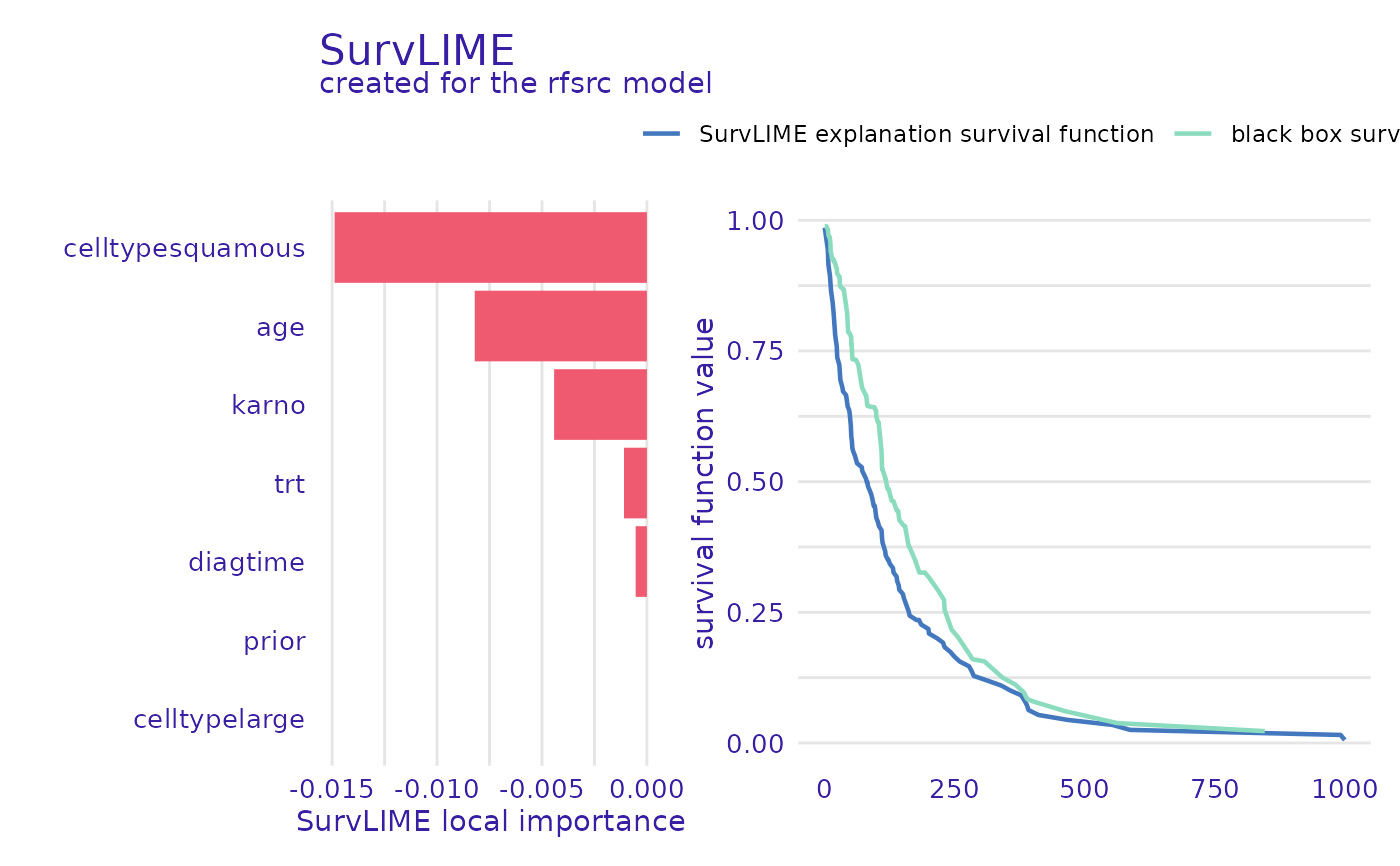 SurvLIME
created for the rfsrc model
SurvLIME explanation survival function
black box surv
celltypesquamous
age
karno
trt
diagtime
prior
celltypelarge
-0.015 -0.010 -0.005 0.000
SurvLIME local importance
survival function value
1.00
0.75
0.50
0.25
0.00
0 250 500 750 1000